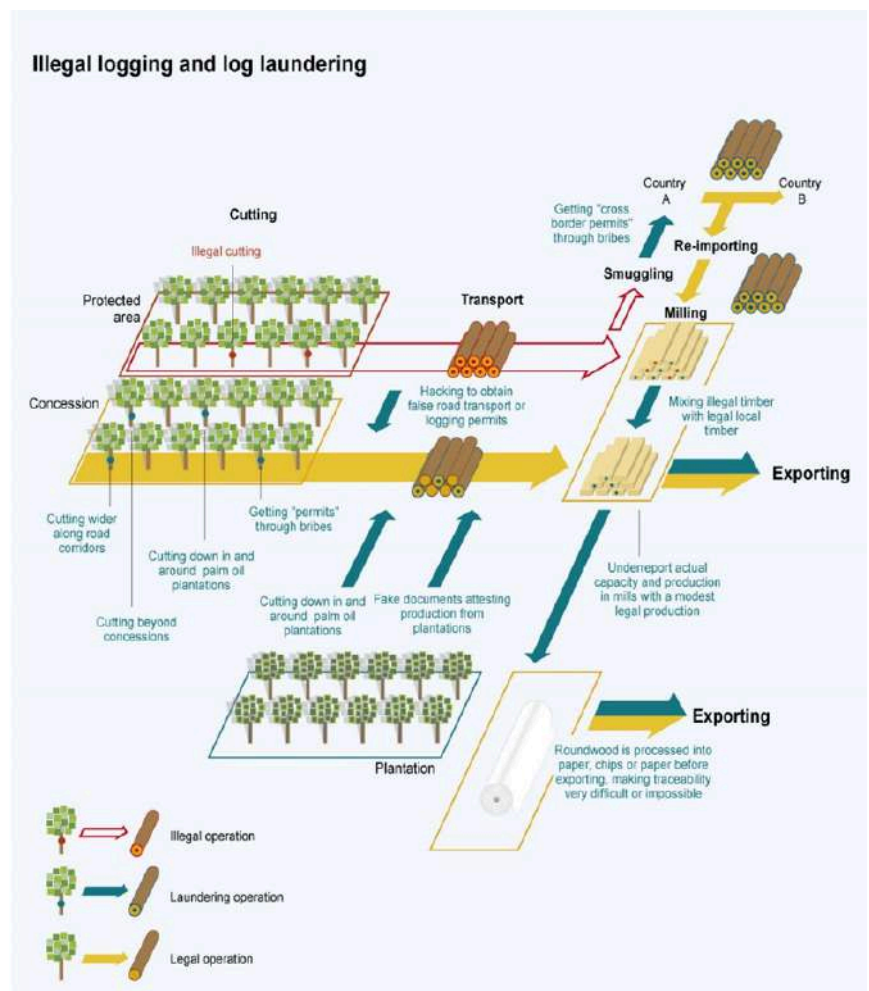 Illegal logging and log laundering
Country
A
Country
B
Getting "cross
border permits"
through bribes
Re-importing
Cutting
Illegal cutting
Smuggling
Protected
area
Transport
Milling
Concession
Hacking to obtain
false road transport or
logging permits
Mixing illegal timber
with legal local
timber
Exporting
Cutting wider
along road
corridors
Getting "permits"
through bribes
Cutting down in and
around palm oil
plantations
Cutting beyond
concessions
Cutting down in and
around palm oil
plantations
Fake documents attesting
production from
plantations
Underreport actual
capacity and production
in mills with a modest
legal production
Exporting
Plantation
Roundwood is processed into
paper, chips or paper before
exporting, making traceability
very difficult or impossible
Illegal operation
Laundering operation
Legal operation